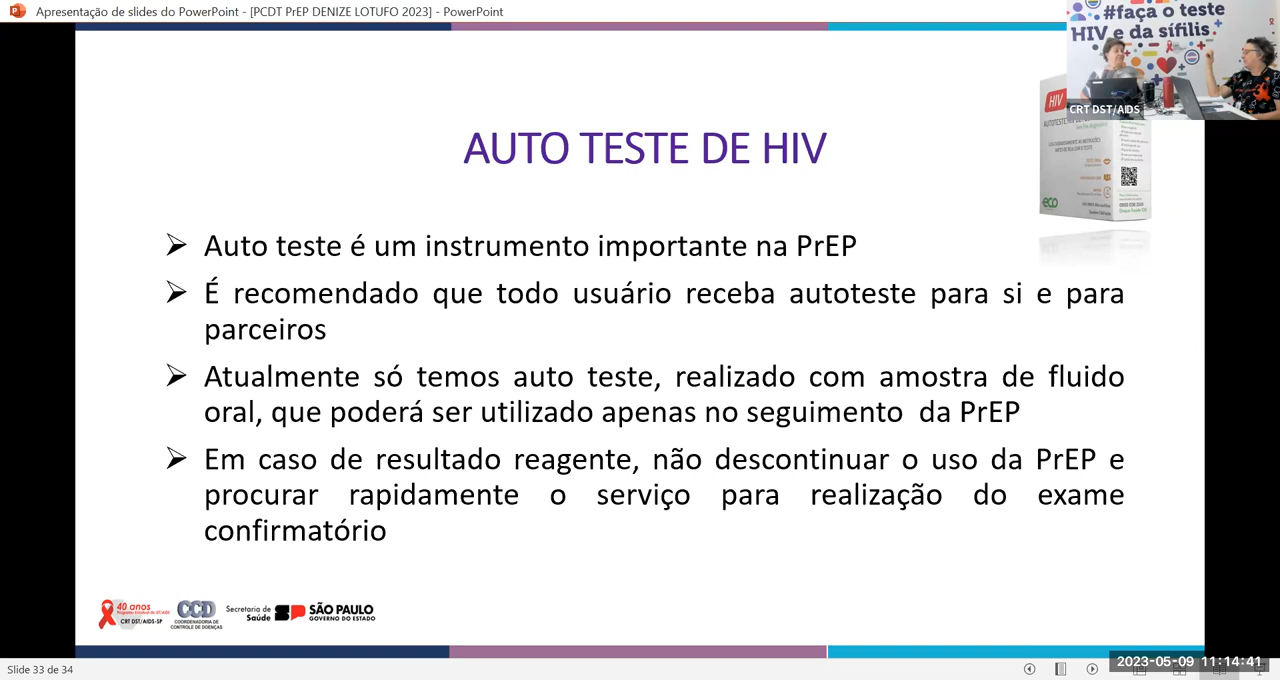 Apresentação de slides do PowerPoint - [PCDT PrEP DENIZE LOTUFO 2023] - PowerPoint
#faça o teste
HIV e da sífilis
CRT DST/AIDS
HIV
eco
AUTO TESTE DE HIV
➢ Auto teste é um instrumento importante na PrEP
➢ É recomendado que todo usuário receba autoteste para si e para
parceiros
➢ Atualmente só temos auto teste, realizado com amostra de fluido
oral, que poderá ser utilizado apenas no seguimento da PrEP
➢ Em caso de resultado reagente, não descontinuar o uso da PrEP e
procurar rapidamente o serviço para realização do exame
confirmatório
40 anos
CRT DST/AIDS-SP
CCD
COORDENADORIA DE
CONTROLE DE DOENÇAS
Secretaria de
Saúde
SP
SÃO PAULO
GOVERNO DO ESTADO
Slide 33 de 34
2023-05-09 11:14:41